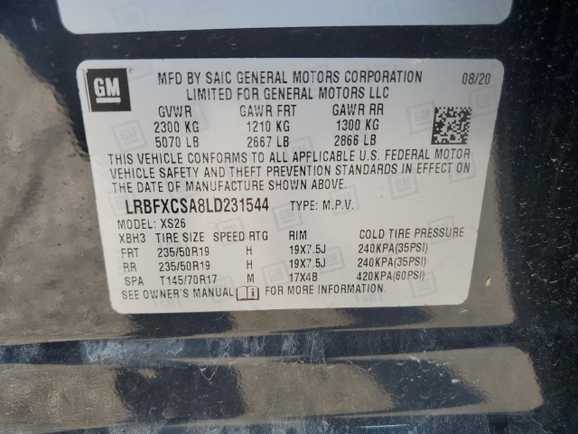 GM
MFD BY SAIC GENERAL MOTORS CORPORATION 08/20
LIMITED FOR GENERAL MOTORS LLC
GVWR GAWR FRT GAWR RR
2300 KG 1210 KG 1300 KG
5070 LB 2667 LB 2866 LB
THIS VEHICLE CONFORMS TO ALL APPLICABLE U.S. FEDERAL MOTOR
VEHICLE SAFETY AND THEFT PREVENTION STANDARDS IN EFFECT ON THE
DATE OF MANUFACTURE SHOWN ABOVE.
LRBFXCSA8LD231544 TYPE: M.P.V.
MODEL: XS26
XBH3 TIRE SIZE SPEED RTG RIM COLD TIRE PRESSURE
FRT 235/50R19 H 19X7.5J 240KPA(35PSI)
RR 235/50R19 H 19X7.5J 240KPA(35PSI)
SPA T145/70R17 M 17X4B 420KPA(60PSI)
SEE OWNER'S MANUAL FOR MORE INFORMATION.